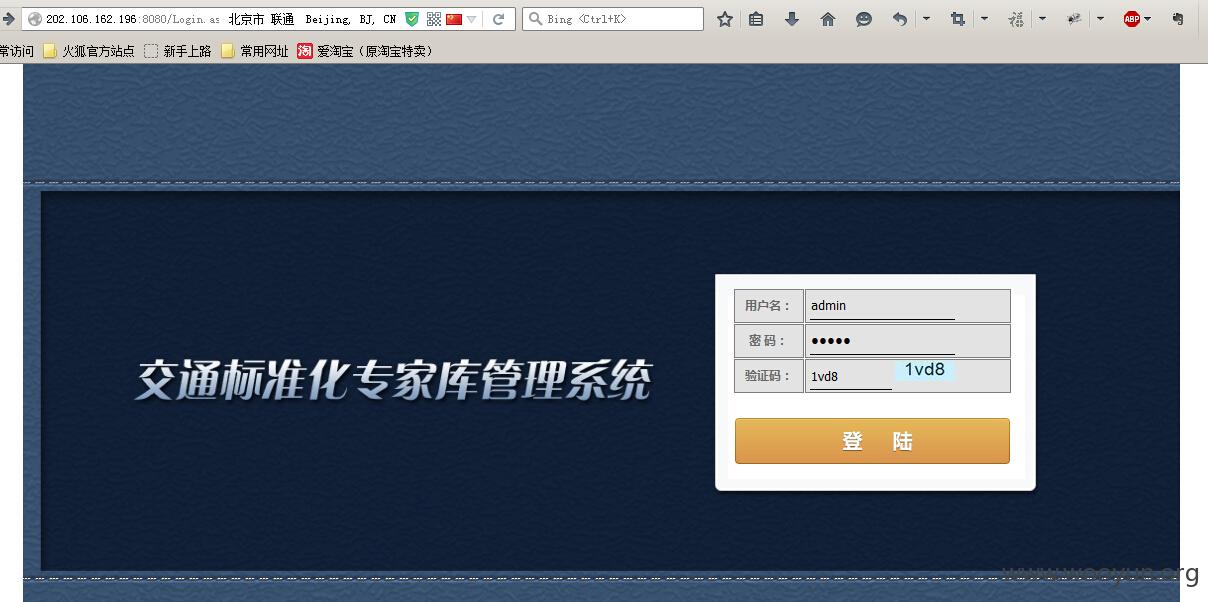 202.106.162.196:8080/Login.as 北京市 联通 Beijing, BJ, CN Bing <Ctrl+K> ABP
常访问 火狐官方站点 新手上路 常用网址 淘 爱淘宝（原淘宝特卖）
交通标准化专家库管理系统
用户名： admin
密 码： ●●●●●
验证码： 1vd8 1vd8
登 陆
www.wooyun.org